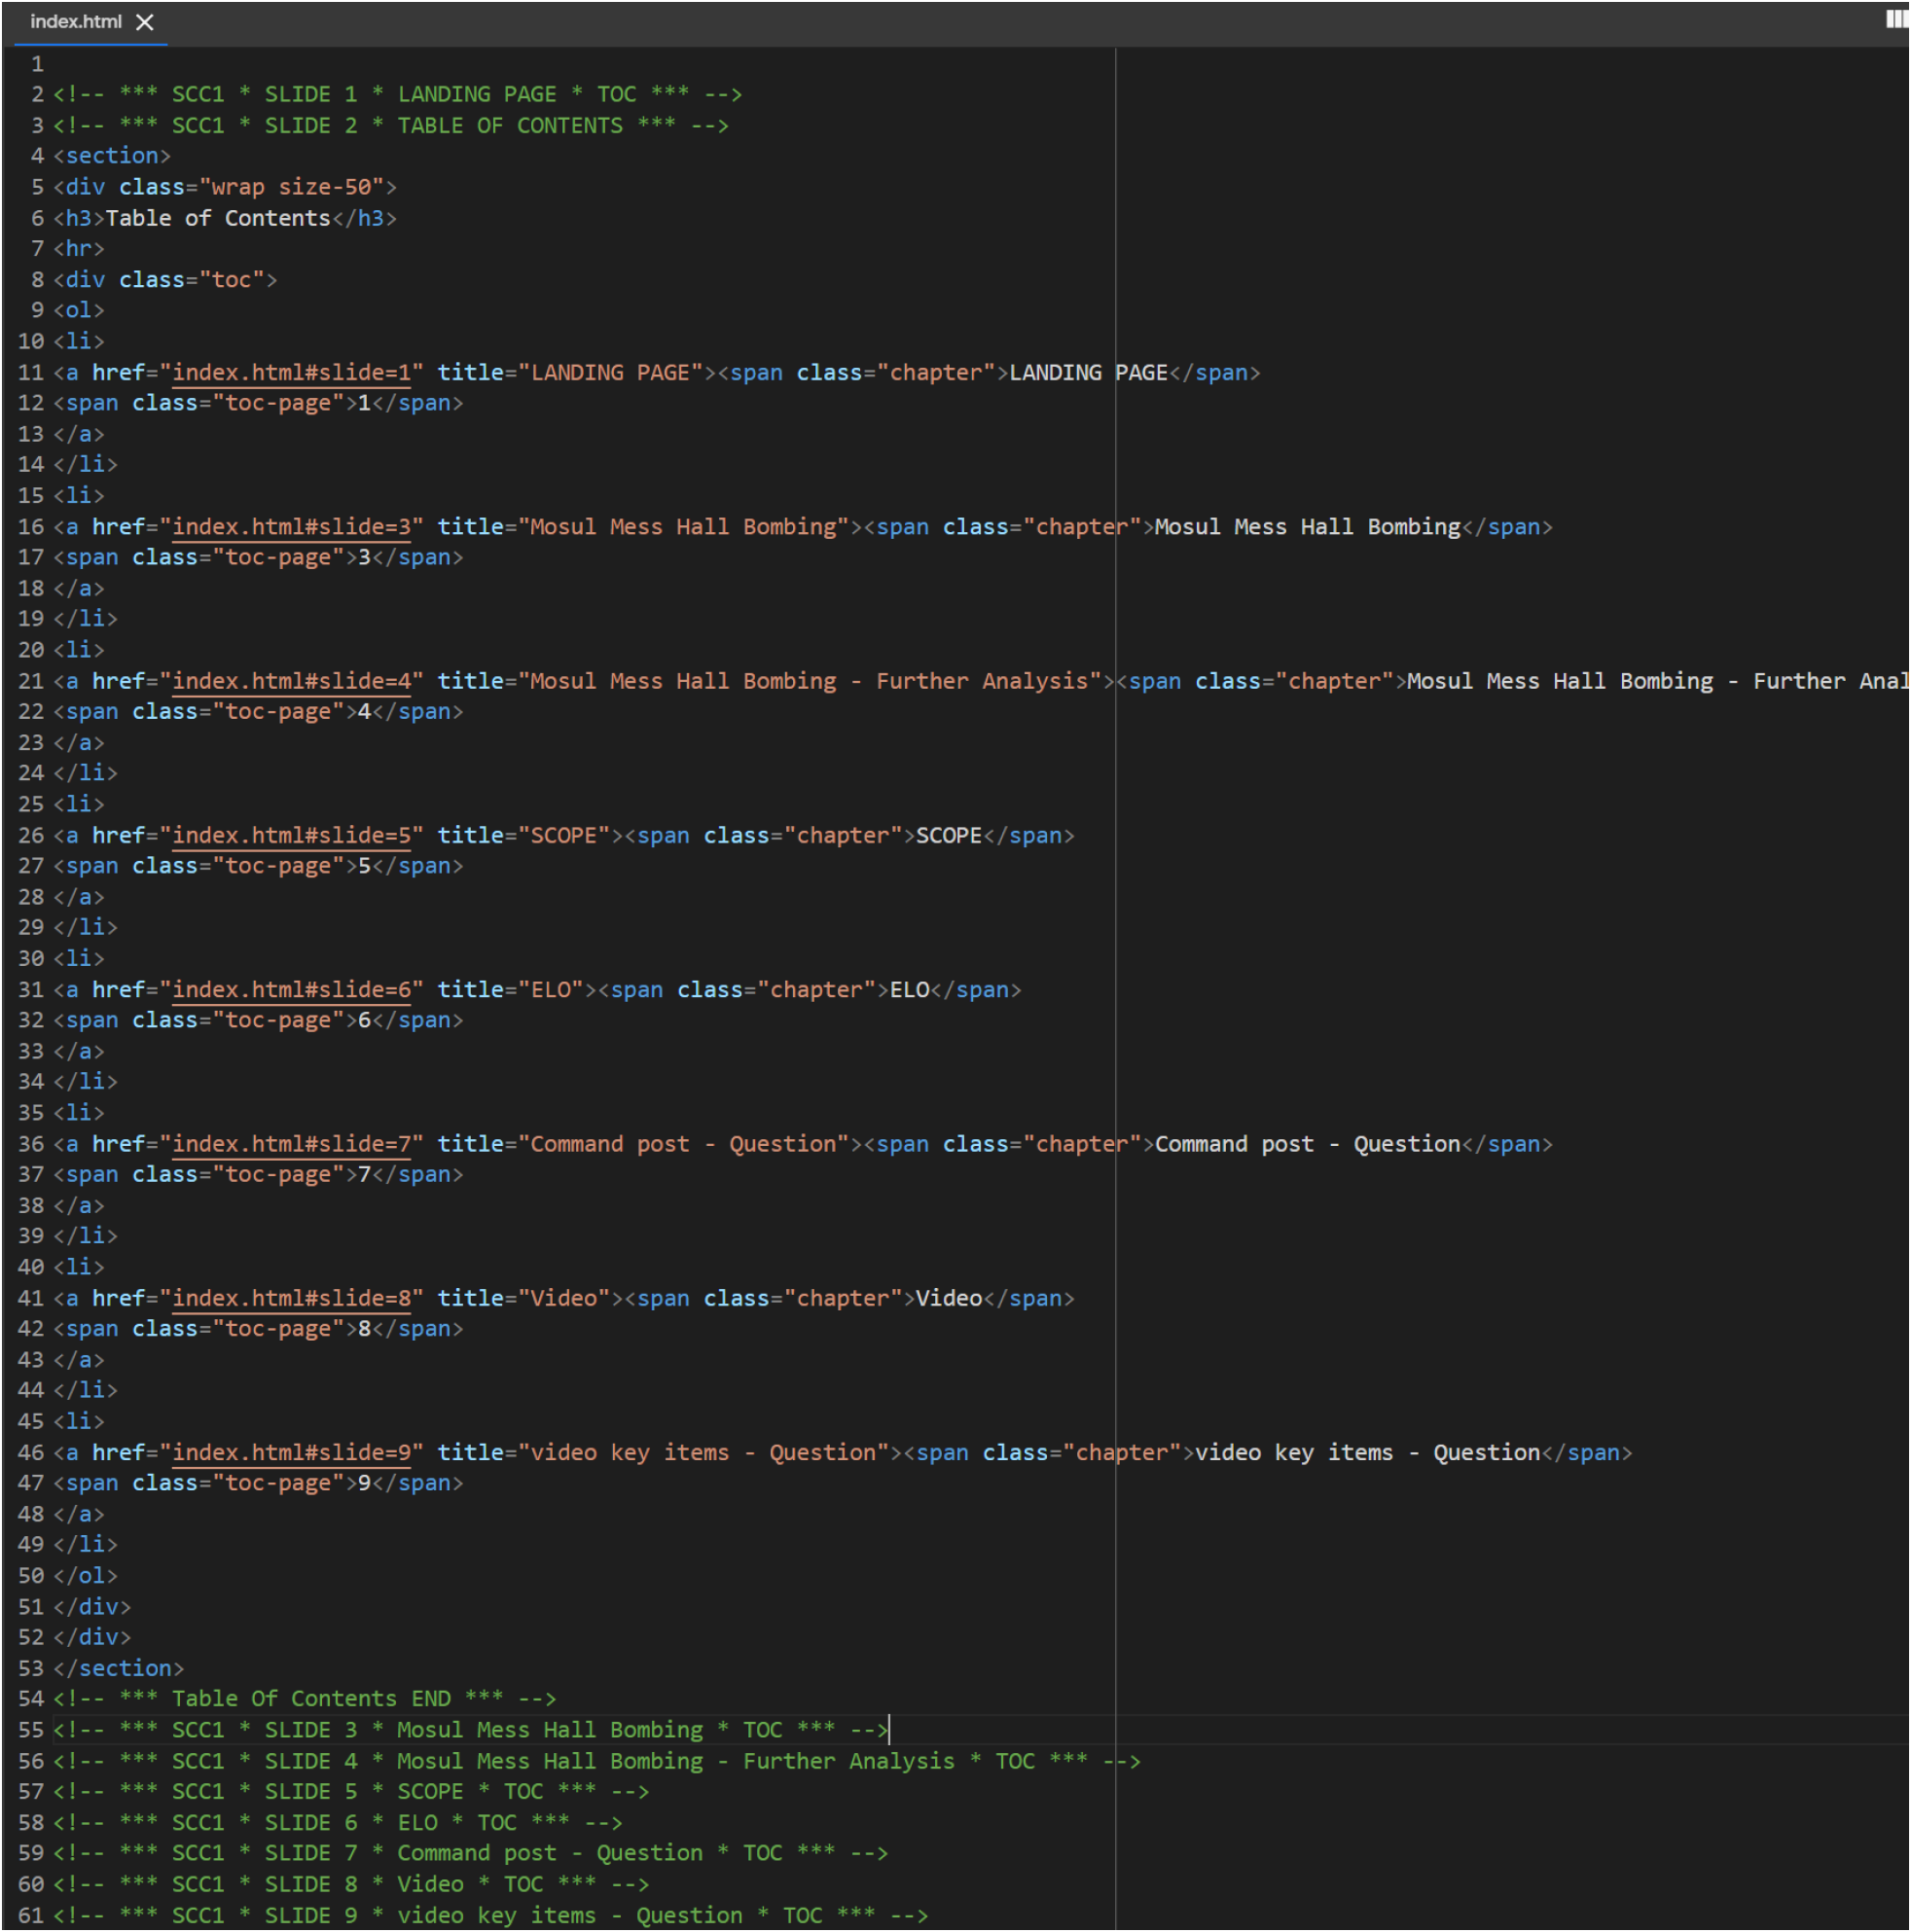 index.html
1
2 <!-- *** SCC1 * SLIDE 1 * LANDING PAGE * TOC *** -->
3 <!-- *** SCC1 * SLIDE 2 * TABLE OF CONTENTS *** -->
4 <section>
5 <div class="wrap size-50">
6 <h3>Table of Contents</h3>
7 <hr>
8 <div class="toc">
9 <ol>
10 <li>
11 <a href="index.html#slide=1" title="LANDING PAGE"><span class="chapter">LANDING PAGE</span>
12 <span class="toc-page">1</span>
13 </a>
14 </li>
15 <li>
16 <a href="index.html#slide=3" title="Mosul Mess Hall Bombing"><span class="chapter">Mosul Mess Hall Bombing</span>
17 <span class="toc-page">3</span>
18 </a>
19 </li>
20 <li>
21 <a href="index.html#slide=4" title="Mosul Mess Hall Bombing - Further Analysis"><span class="chapter">Mosul Mess Hall Bombing - Further Anal
22 <span class="toc-page">4</span>
23 </a>
24 </li>
25 <li>
26 <a href="index.html#slide=5" title="SCOPE"><span class="chapter">SCOPE</span>
27 <span class="toc-page">5</span>
28 </a>
29 </li>
30 <li>
31 <a href="index.html#slide=6" title="ELO"><span class="chapter">ELO</span>
32 <span class="toc-page">6</span>
33 </a>
34 </li>
35 <li>
36 <a href="index.html#slide=7" title="Command post - Question"><span class="chapter">Command post - Question</span>
37 <span class="toc-page">7</span>
38 </a>
39 </li>
40 <li>
41 <a href="index.html#slide=8" title="Video"><span class="chapter">Video</span>
42 <span class="toc-page">8</span>
43 </a>
44 </li>
45 <li>
46 <a href="index.html#slide=9" title="video key items - Question"><span class="chapter">video key items - Question</span>
47 <span class="toc-page">9</span>
48 </a>
49 </li>
50 </ol>
51 </div>
52 </div>
53 </section>
54 <!-- *** Table Of Contents END *** -->
55 <!-- *** SCC1 * SLIDE 3 * Mosul Mess Hall Bombing * TOC *** -->
56 <!-- *** SCC1 * SLIDE 4 * Mosul Mess Hall Bombing - Further Analysis * TOC *** -->
57 <!-- *** SCC1 * SLIDE 5 * SCOPE * TOC *** -->
58 <!-- *** SCC1 * SLIDE 6 * ELO * TOC *** -->
59 <!-- *** SCC1 * SLIDE 7 * Command post - Question * TOC *** -->
60 <!-- *** SCC1 * SLIDE 8 * Video * TOC *** -->
61 <!-- *** SCC1 * SLIDE 9 * video key items - Question * TOC *** -->